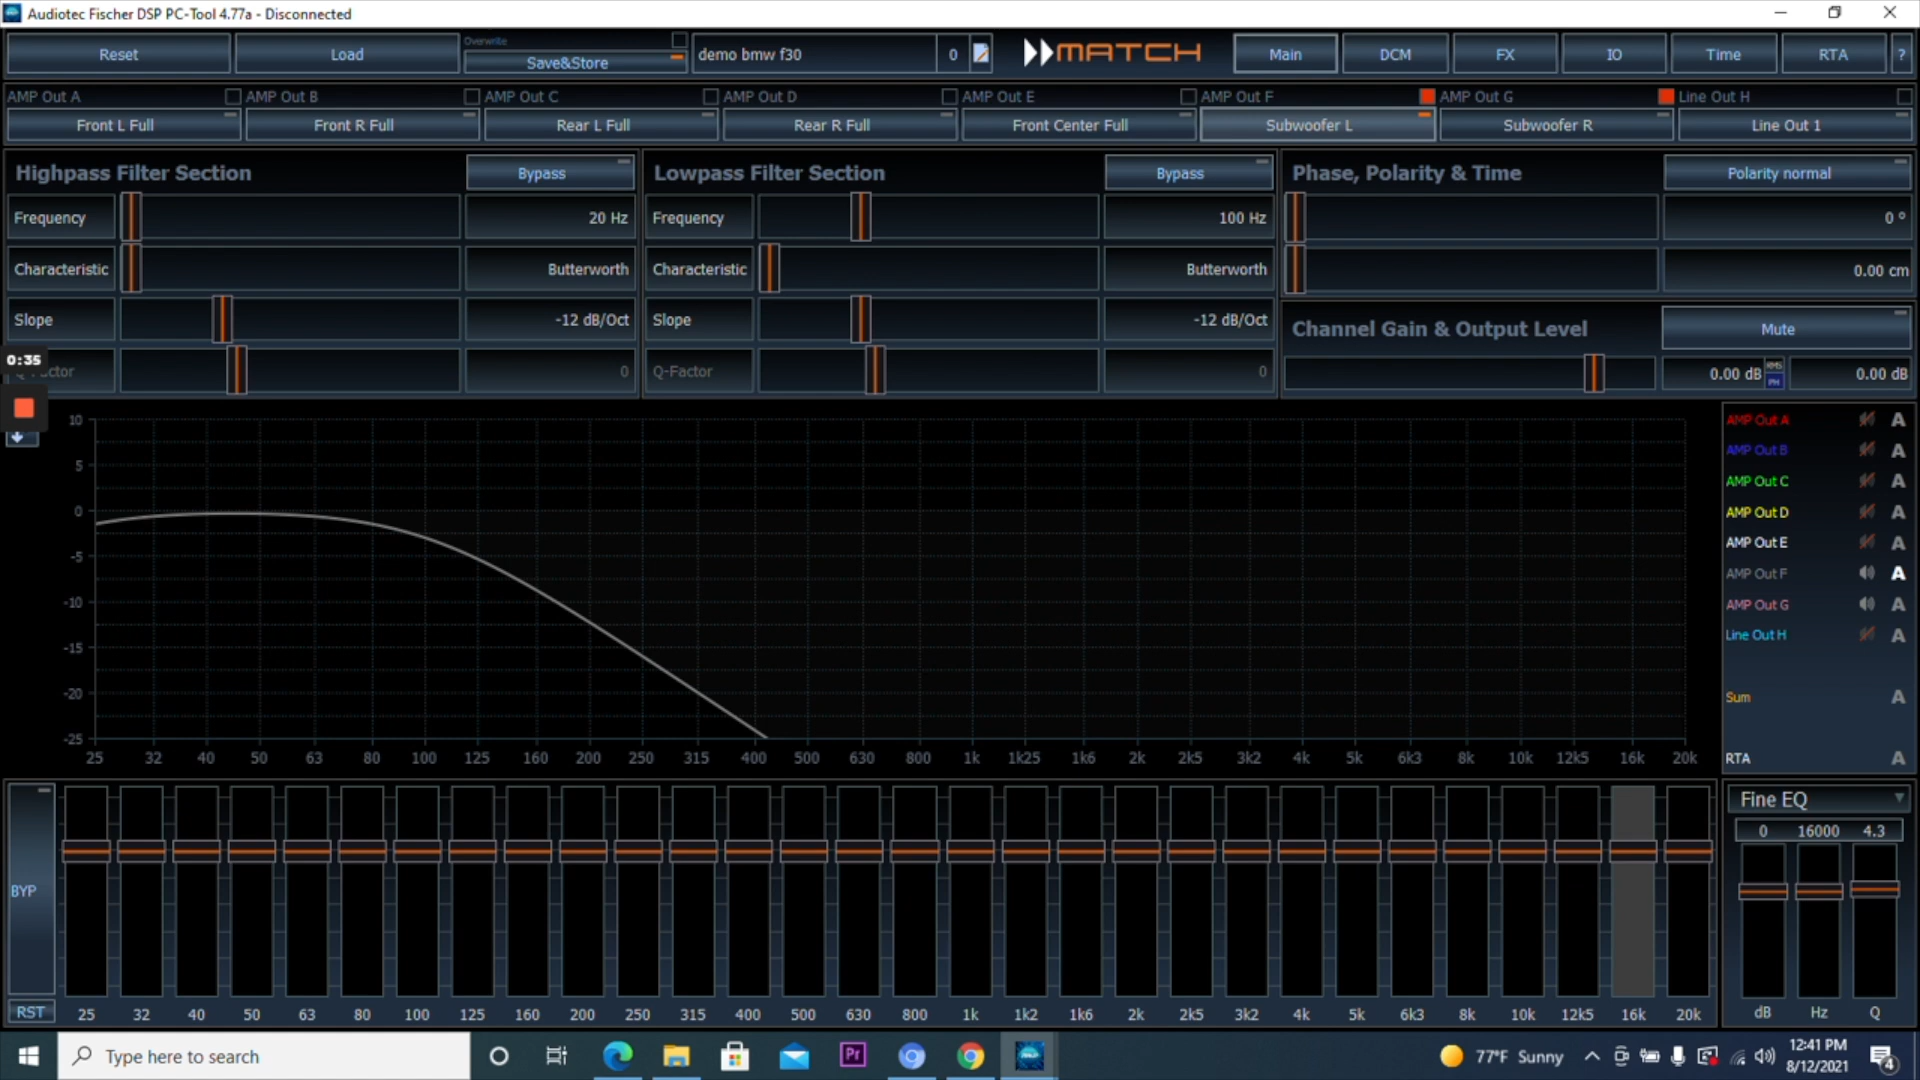 Audiotec Fischer DSP PC-Tool 4.77a - Disconnected
Reset
Load
Overwrite
Save&Store
demo bmw f30
0
MATCH
Main
DCM
FX
IO
Time
RTA
?
AMP Out A
AMP Out B
AMP Out C
AMP Out D
AMP Out E
AMP Out F
AMP Out G
Line Out H
Front L Full
Front R Full
Rear L Full
Rear R Full
Front Center Full
Subwoofer L
Subwoofer R
Line Out 1
Highpass Filter Section
Bypass
Frequency
20 Hz
Characteristic
Butterworth
Slope
-12 dB/Oct
0:35
0
Lowpass Filter Section
Bypass
Frequency
100 Hz
Characteristic
Butterworth
Slope
-12 dB/Oct
Q-Factor
0
Phase, Polarity & Time
Polarity normal
0 °
0.00 cm
Channel Gain & Output Level
Mute
0.00 dB
RMS
0.00 dB
10
5
0
-5
-10
-15
-20
-25
25 32 40 50 63 80 100 125 160 200 250 315 400 500 630 800 1k 1k25 1k6 2k 2k5 3k2 4k 5k 6k3 8k 10k 12k5 16k 20k
AMP Out A A
AMP Out B A
AMP Out C A
AMP Out D A
AMP Out E A
AMP Out F A
AMP Out G A
Line Out H A
Sum A
RTA A
BYP
RST
25 32 40 50 63 80 100 125 160 200 250 315 400 500 630 800 1k 1k2 1k6 2k 2k5 3k2 4k 5k 6k3 8k 10k 12k5 16k 20k
Fine EQ
0 16000 4.3
dB Hz Q
Type here to search
Pr
77°F Sunny
12:41 PM
8/12/2021
4